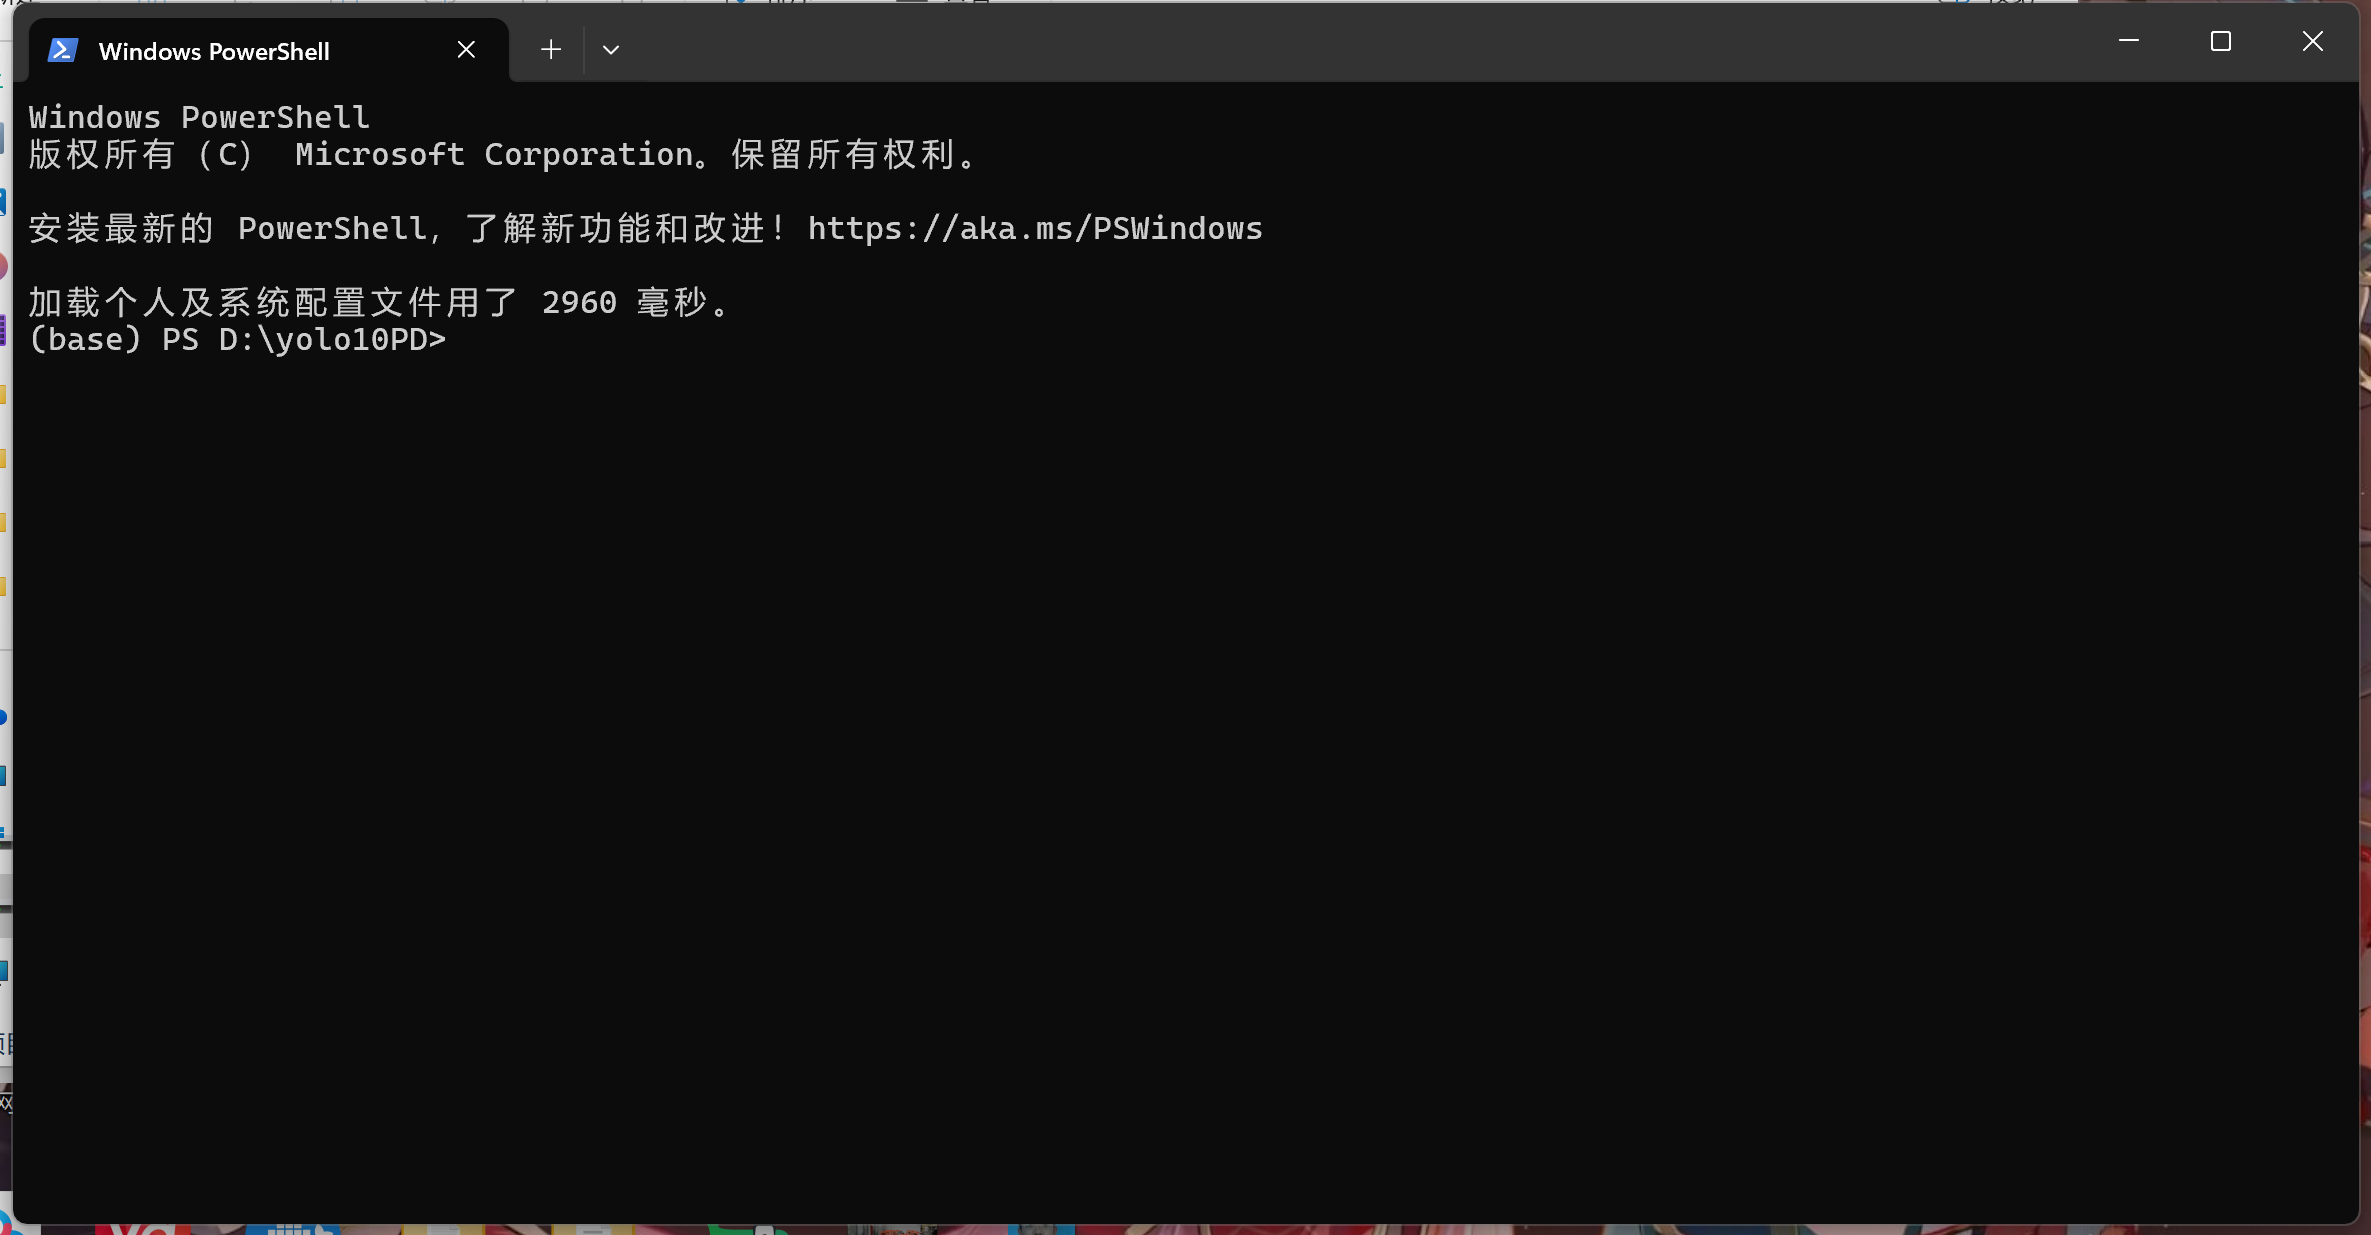 Windows PowerShell
Windows PowerShell
版权所有（C） Microsoft Corporation。保留所有权利。
安装最新的 PowerShell，了解新功能和改进！https://aka.ms/PSWindows
加载个人及系统配置文件用了 2960 毫秒。
(base) PS D:\yolo10PD>